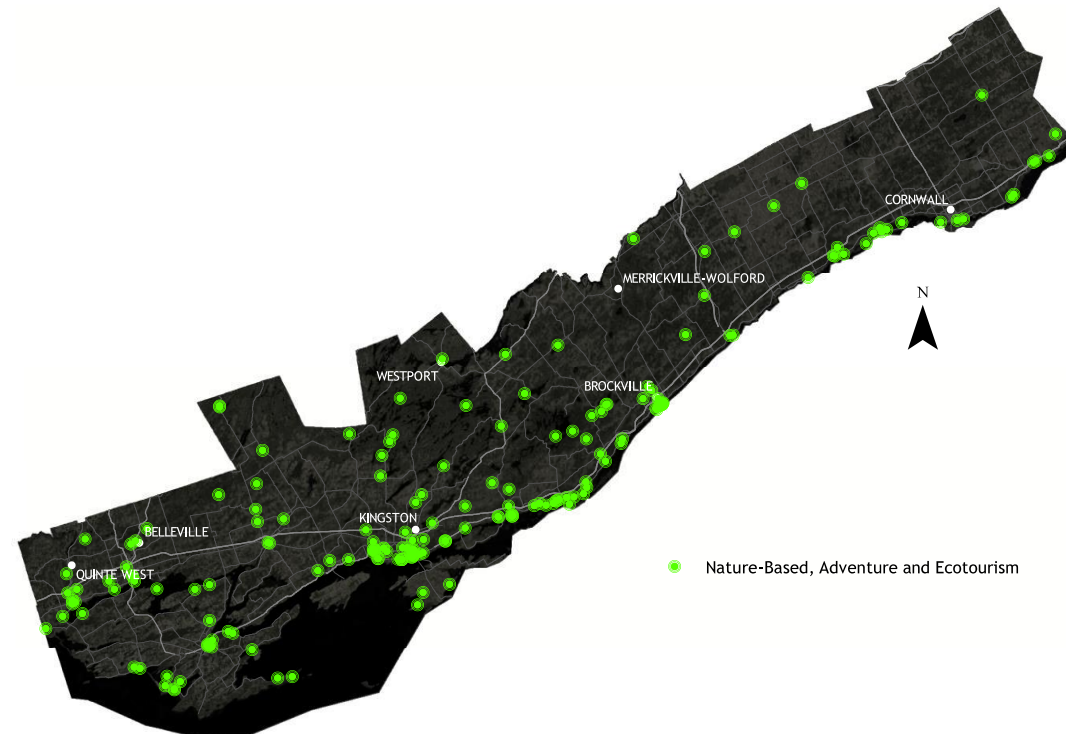 CORNWALL
MERRICKVILLE-WOLFORD
N
WESTPORT
BROCKVILLE
KINGSTON
BELLEVILLE
QUINTE WEST
Nature-Based, Adventure and Ecotourism